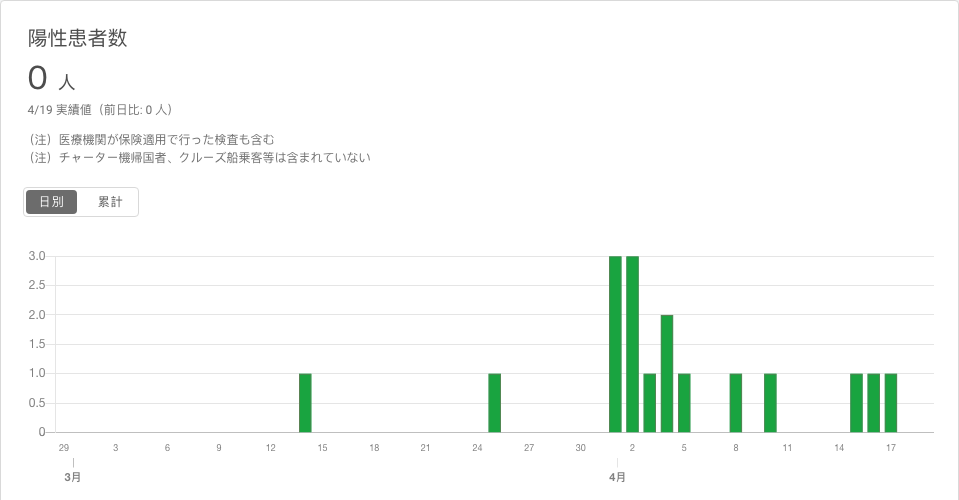 陽性患者数
0 人
4/19 実績値（前日比: 0 人）
（注）医療機関が保険適用で行った検査も含む
（注）チャーター機帰国者、クルーズ船乗客等は含まれていない
日別 累計
3.0
2.5
2.0
1.5
1.0
0.5
0
29 3 6 9 12 15 18 21 24 27 30 2 5 8 11 14 17
3月 4月